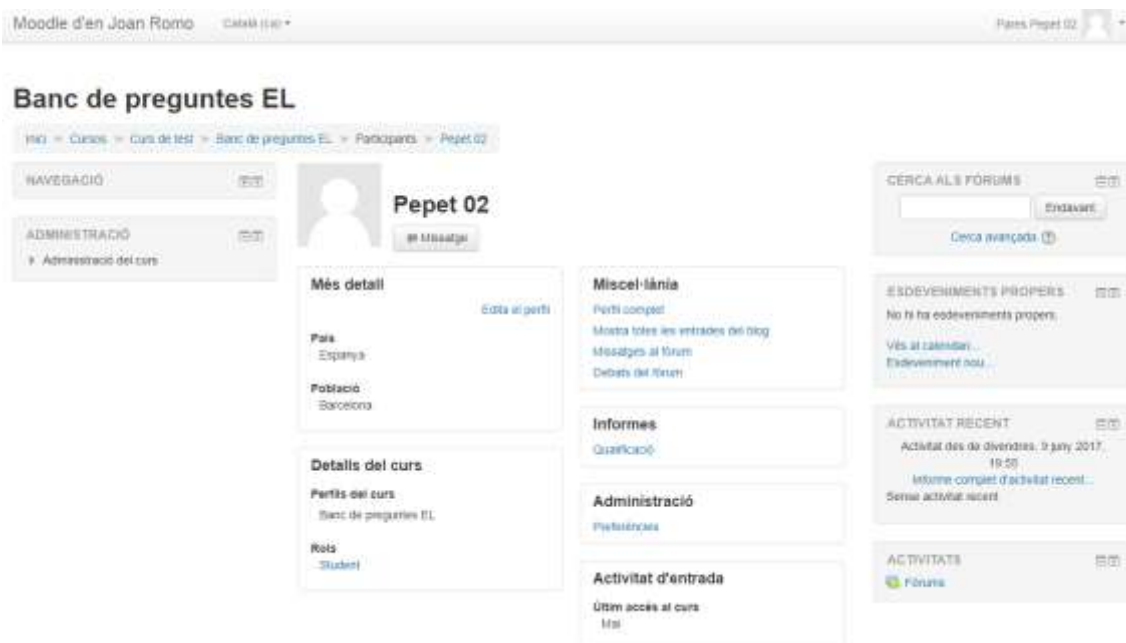 Moodle d'en Joan Romo
Català (ca)
Pares Pepet 02
Banc de preguntes EL
Inici
Cursos
Curs de test
Banc de preguntes EL
Participants
Pepet 02
NAVEGACIÓ
ADMINISTRACIÓ
Administració del curs
Pepet 02
Missatge
Més detall
Edita el perfil
País
Espanya
Població
Barcelona
Detalls del curs
Perfils del curs
Banc de preguntes EL
Rols
Student
Miscel·lània
Perfil complet
Mostra totes les entrades del blog
Missatges al fòrum
Debats del fòrum
Informes
Qualificació
Administració
Preferències
Activitat d'entrada
Últim accés al curs
Mai
CERCA ALS FÒRUMS
Endavant
Cerca avançada
ESDEVENIMENTS PROPERS
No hi ha esdeveniments propers.
Vés al calendari...
Esdeveniment nou...
ACTIVITAT RECENT
Activitat des de divendres, 9 juny 2017,
19:55
Informe complet d'activitat recent...
Sense activitat recent
ACTIVITATS
Fòrums